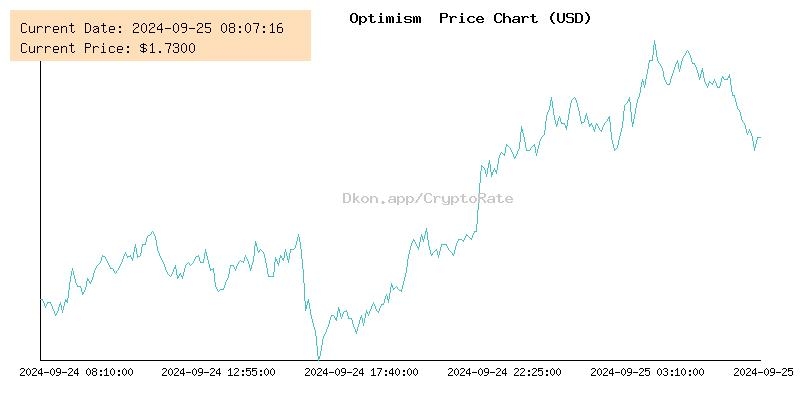 Optimism  Price Chart (USD)
Current Date: 2024-09-25 08:07:16
Current Price: $1.7300
Dkon.app/CryptoRate
2024-09-24 08:10:00 2024-09-24 12:55:00 2024-09-24 17:40:00 2024-09-24 22:25:00 2024-09-25 03:10:00 2024-09-25